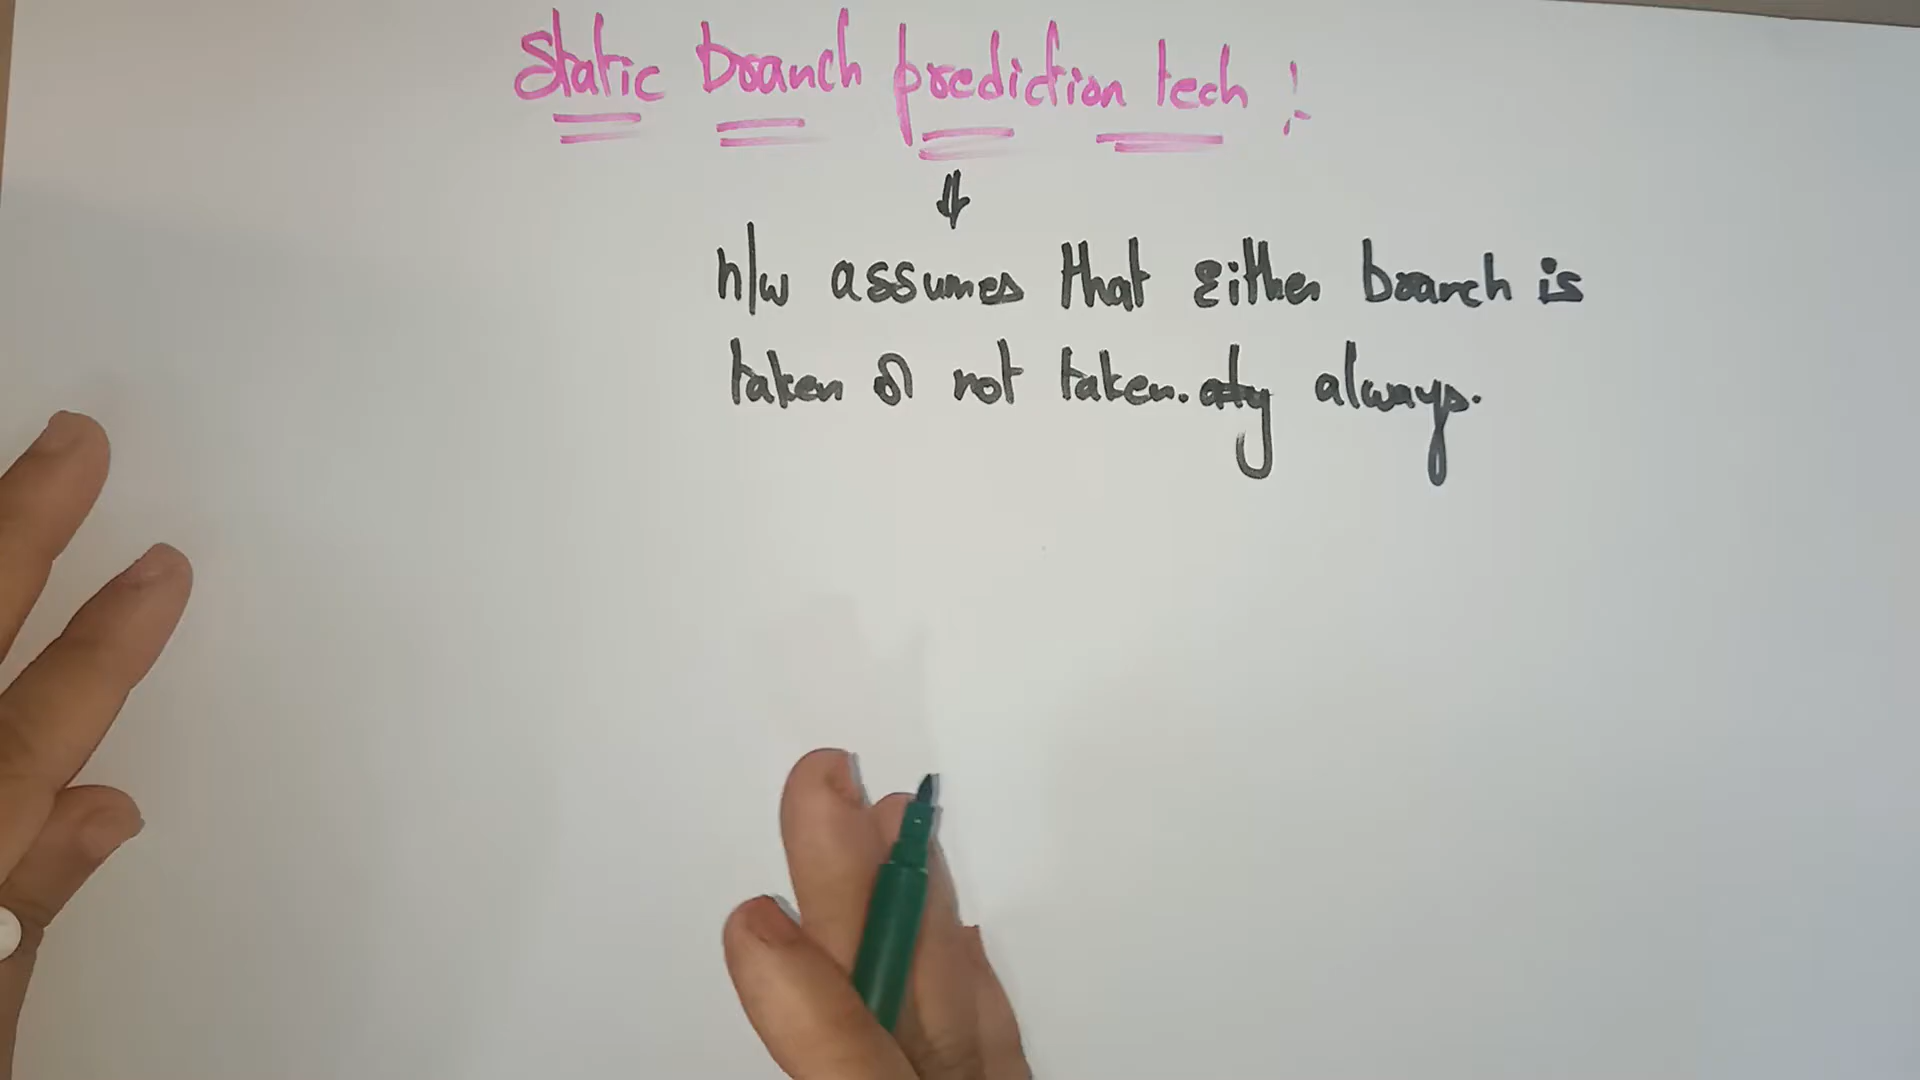 Static branch prediction tech :-
h/w assumes that either branch is
taken or not taken. always.